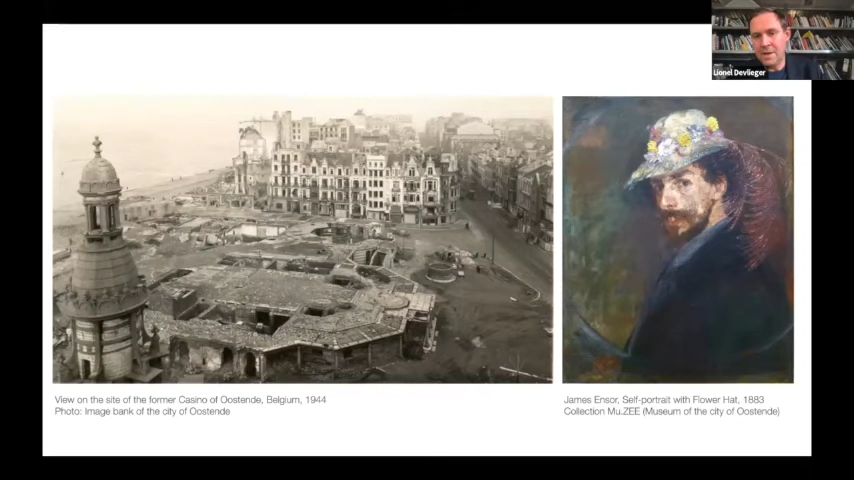 Lionel Devlieger
View on the site of the former Casino of Oostende, Belgium, 1944
Photo: Image bank of the city of Oostende
James Ensor, Self-portrait with Flower Hat, 1883
Collection Mu.ZEE (Museum of the city of Oostende)